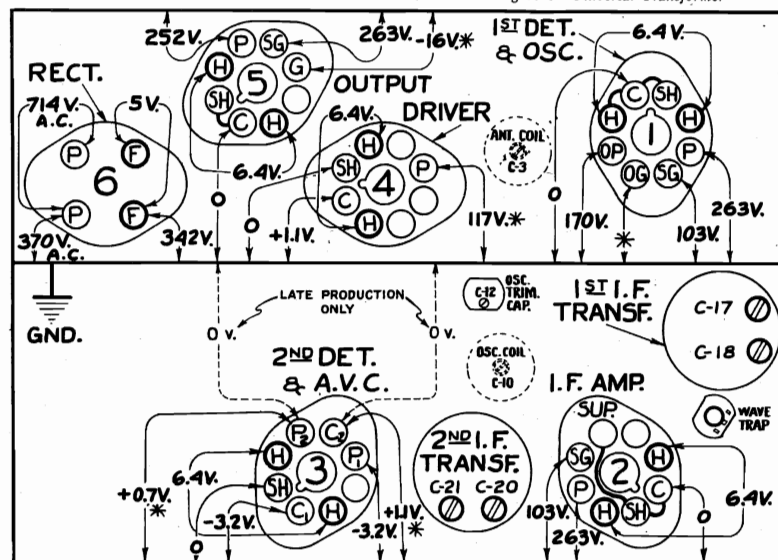 252V.
P
SG
263V.
-16V.*
H
G
5
SH
C
H
6.4V.
0
OUTPUT
RECT.
714V.
A.C.
5V.
P
F
6
P
F
370V.
A.C.
342V.
DRIVER
6.4V.
H
SH
P
4
C
H
0
+1.1V.
117V.*
ANT. COIL
C-3
1ST DET.
& OSC.
6.4V.
C
SH
H
H
1
OP
P
OG
SG
0
170V.
*
103V.
263V.
GND.
LATE PRODUCTION
ONLY
0 V.
0 V.
2ND DET.
& A.V.C.
P2
C2
H
P1
3
SH
C1
H
+0.7V.
*
6.4V.
0
-3.2V.
-3.2V.
+1.1V.
*
C-12
OSC.
TRIM.
CAP.
OSC. COIL
C-10
2ND I.F.
TRANSF.
C-21
C-20
1ST I.F.
TRANSF.
C-17
C-18
WAVE
TRAP
I.F. AMP.
SUP.
SG
H
2
P
C
H
SH
103V.
263V.
0
6.4V.